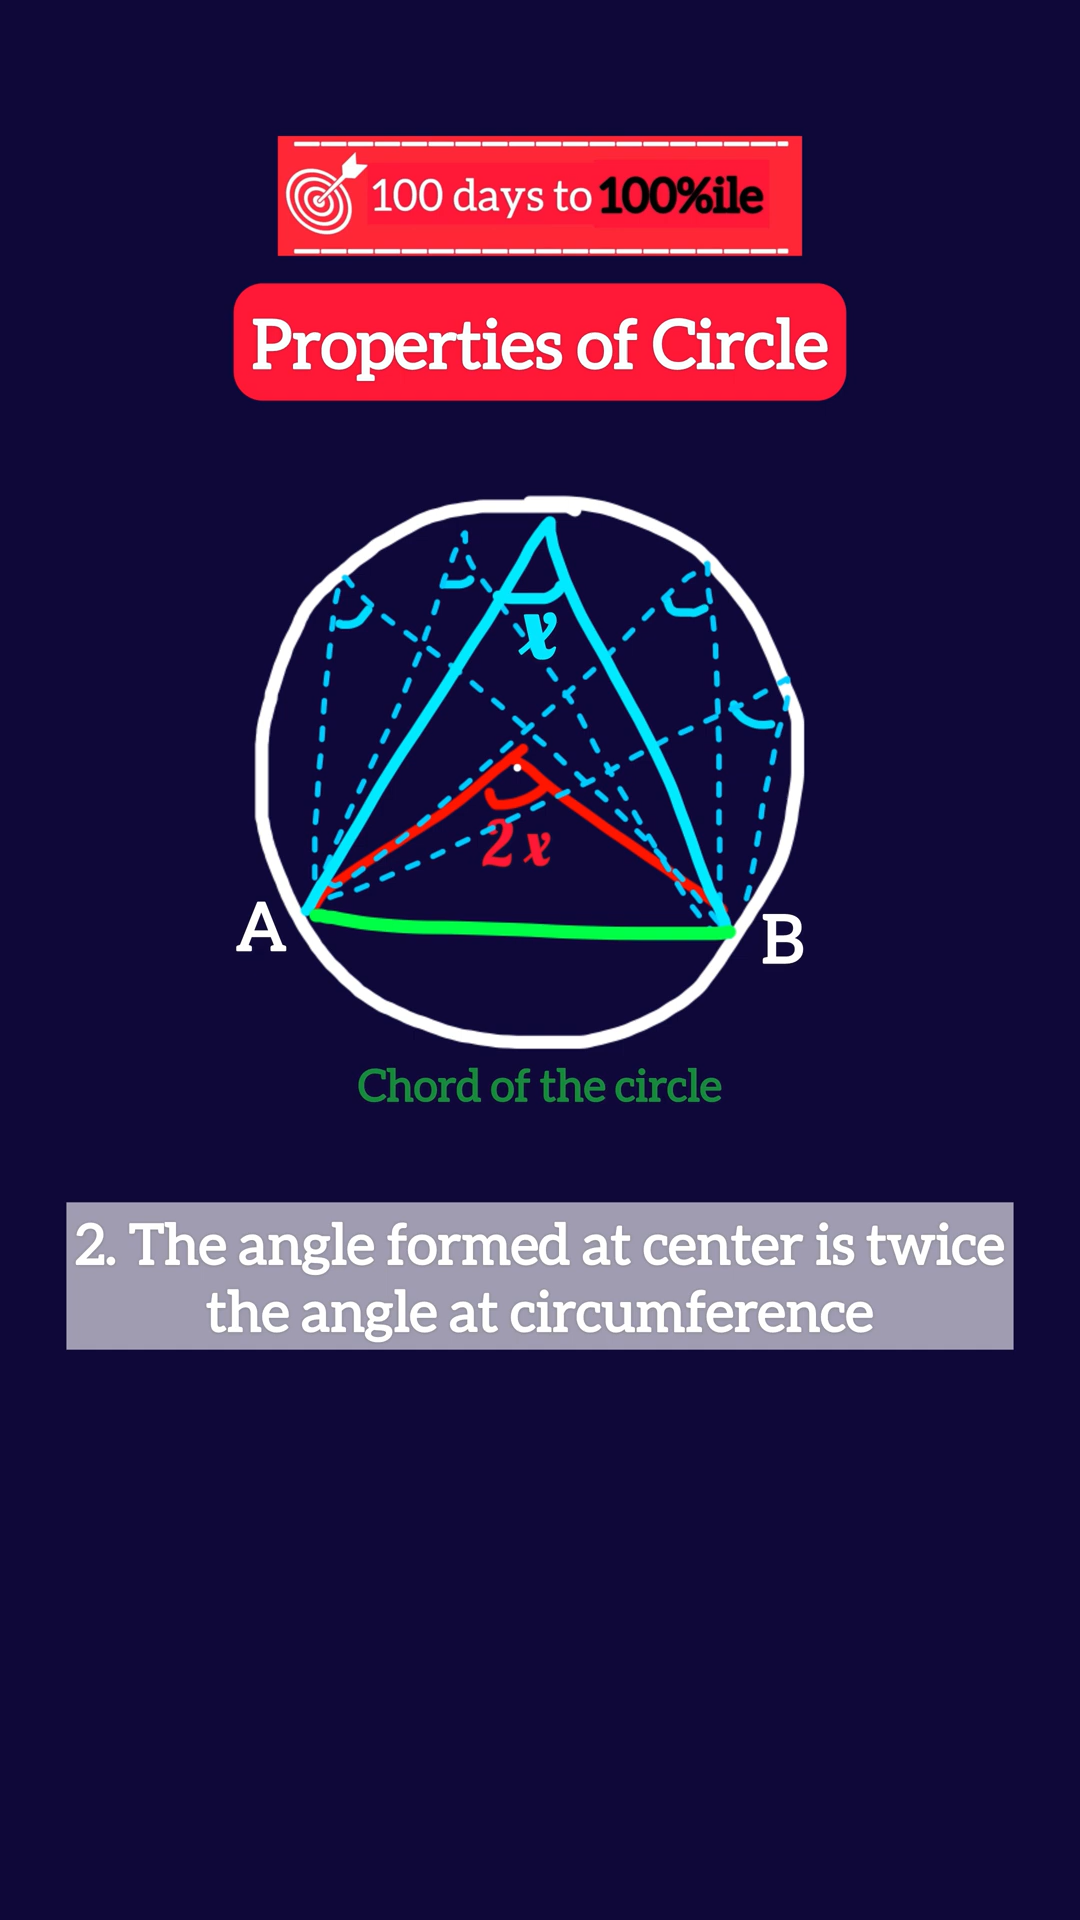 100 days to 100%ile
Properties of Circle
x
2x
A
B
Chord of the circle
2. The angle formed at center is twice
the angle at circumference